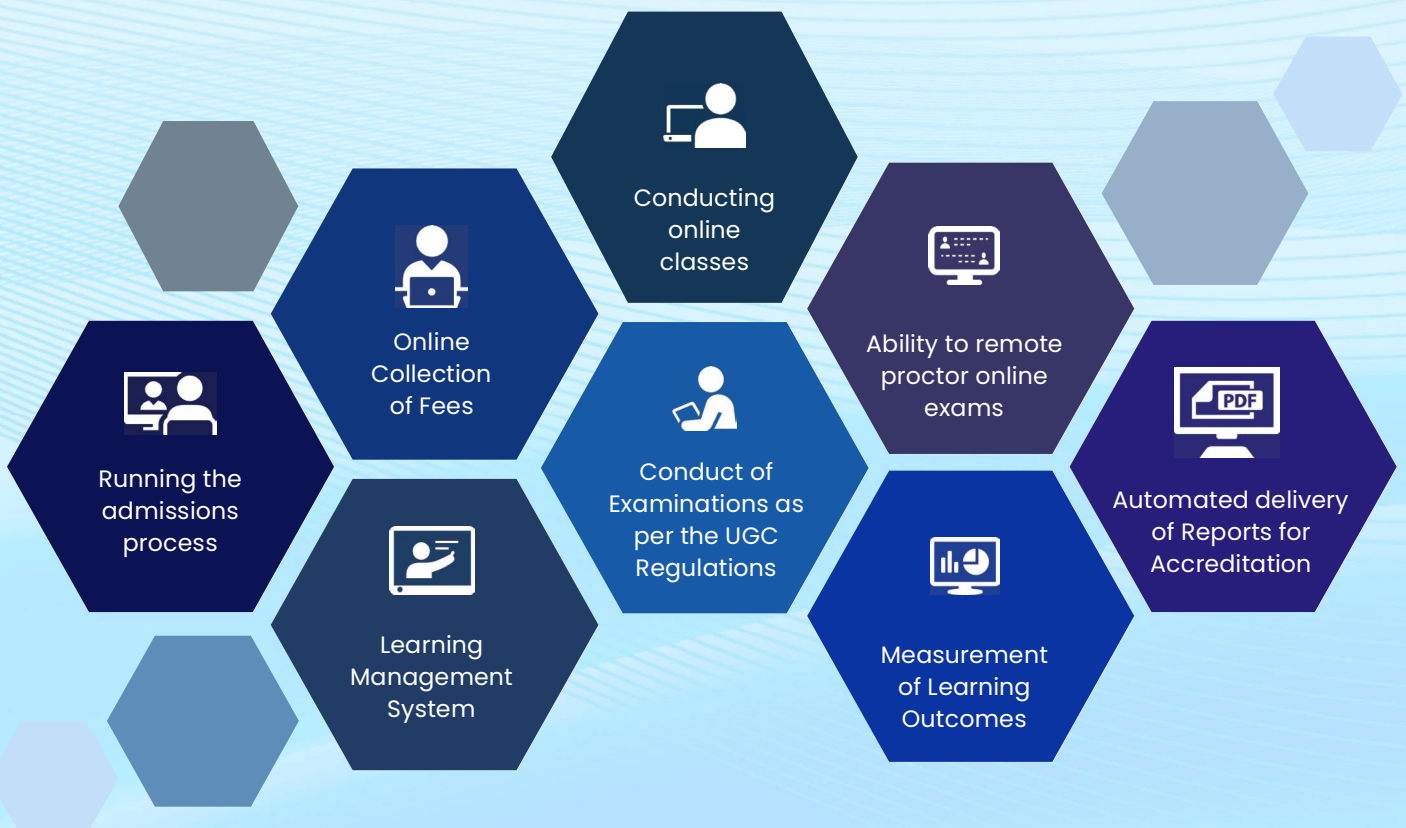 Conducting
online
classes
Online
Collection
of Fees
Ability to remote
proctor online
exams
Running the
admissions
process
Conduct of
Examinations as
per the UGC
Regulations
PDF
Automated delivery
of Reports for
Accreditation
Learning
Management
System
Measurement
of Learning
Outcomes